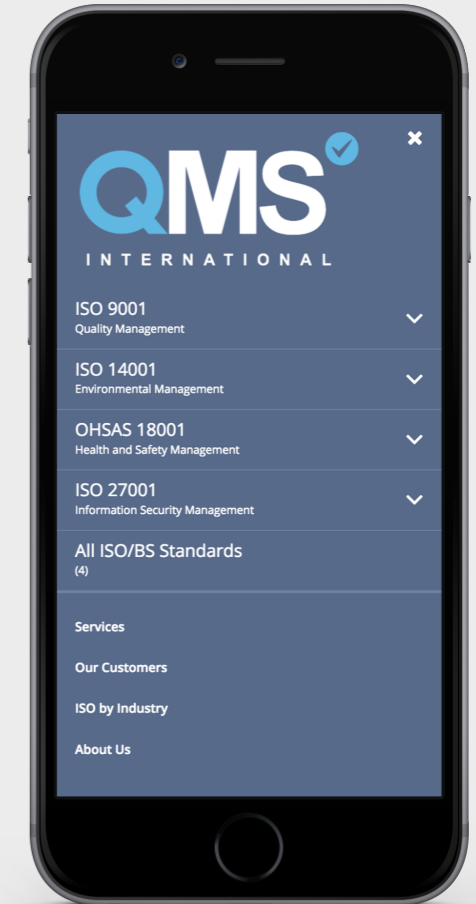 QMS
INTERNATIONAL
ISO 9001
Quality Management
ISO 14001
Environmental Management
OHSAS 18001
Health and Safety Management
ISO 27001
Information Security Management
All ISO/BS Standards
(4)
Services
Our Customers
ISO by Industry
About Us